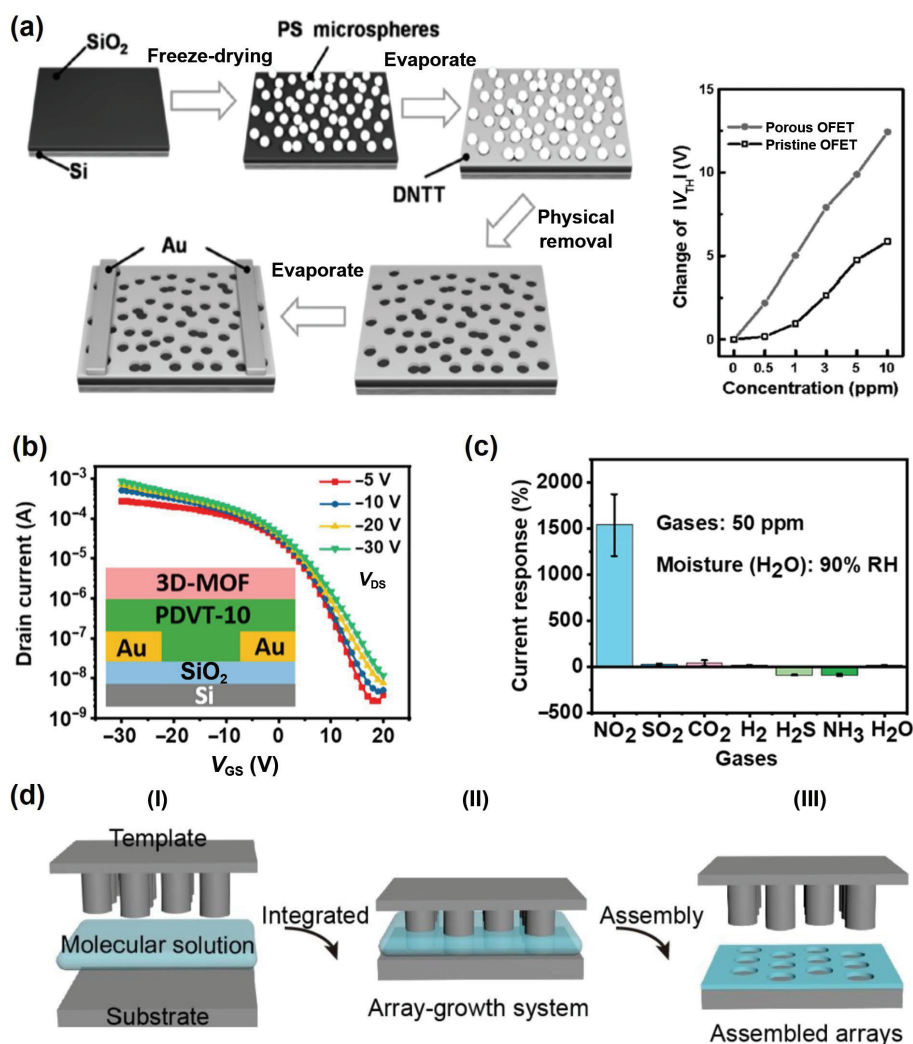 (a)
SiO2
Si
Freeze-drying
PS microspheres
Evaporate
DNTT
Physical
removal
Evaporate
Au
15
10
5
0
Change of |VTH| (V)
Porous OFET
Pristine OFET
0 0.5 1 3 5 10
Concentration (ppm)
(b)
10−3
10−4
10−5
10−6
10−7
10−8
10−9
Drain current (A)
−5 V
−10 V
−20 V
−30 V
VDS
3D-MOF
PDVT-10
Au Au
SiO2
Si
−30 −20 −10 0 10 20
VGS (V)
(c)
2000
1500
1000
500
0
−500
Current response (%)
Gases: 50 ppm
Moisture (H2O): 90% RH
NO2 SO2 CO2 H2 H2S NH3 H2O
Gases
(d)
(I)
Template
Molecular solution
Substrate
Integrated
(II)
Array-growth system
Assembly
(III)
Assembled arrays